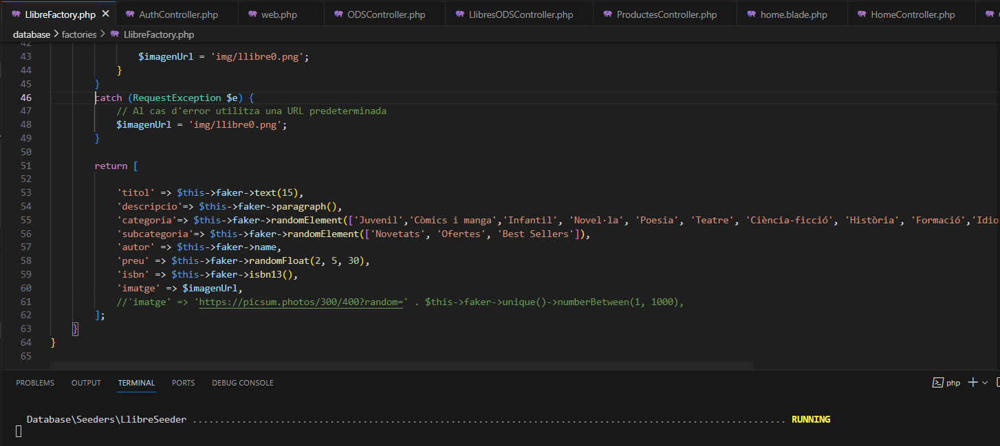 LlibreFactory.php AuthController.php web.php ODSController.php LlibresODSController.php ProductesController.php home.blade.php HomeController.php
database > factories > LlibreFactory.php
42
43 $imagenUrl = 'img/llibre0.png';
44 }
45 }
46 catch (RequestException $e) {
47 // Al cas d'error utilitza una URL predeterminada
48 $imagenUrl = 'img/llibre0.png';
49 }
50
51 return [
52
53 'titol' => $this->faker->text(15),
54 'descripcio'=> $this->faker->paragraph(),
55 'categoria'=> $this->faker->randomElement(['Juvenil','Còmics i manga','Infantil', 'Novel·la', 'Poesia', 'Teatre', 'Ciència-ficció', 'Història', 'Formació','Idio
56 'subcategoria'=> $this->faker->randomElement(['Novetats', 'Ofertes', 'Best Sellers']),
57 'autor' => $this->faker->name,
58 'preu' => $this->faker->randomFloat(2, 5, 30),
59 'isbn' => $this->faker->isbn13(),
60 'imatge' => $imagenUrl,
61 //'imatge' => 'https://picsum.photos/300/400?random=' . $this->faker->unique()->numberBetween(1, 1000),
62 ];
63 }
64 }
65
PROBLEMS OUTPUT TERMINAL PORTS DEBUG CONSOLE php
Database\Seeders\LlibreSeeder ............................................................................................................ RUNNING